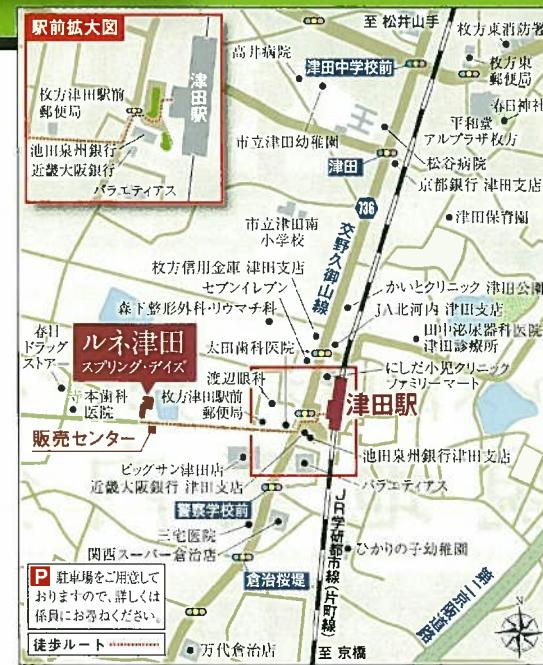 駅前拡大図
津田駅
枚方津田駅前
郵便局
池田泉州銀行
近畿大阪銀行
バラエティアス
至 松井山手
枚方東消防署
高井病院
津田中学校前
枚方東
郵便局
春日神社
市立津田幼稚園
平和堂
アルプラザ枚方
津田
松谷病院
京都銀行 津田支店
736
津田保育園
市立津田南
小学校
交野久御山線
枚方信用金庫 津田支店
セブンイレブン
かいとクリニック
津田公園
森下整形外科・リウマチ科
JA北河内 津田支店
春日
ドラッグ
ストアー
ルネ津田
スプリング・デイズ
太田歯科医院
田中泌尿器科医院
津田診療所
渡辺眼科
にしだ小児クリニック
ファミリーマート
寺本歯科
医院
枚方津田駅前
郵便局
津田駅
販売センター
池田泉州銀行津田支店
ビッグサン津田店
近畿大阪銀行 津田支店
バラエティアス
警察学校前
三宅医院
関西スーパー倉治店
JR学研都市線(片町線)
ひかりの子幼稚園
倉治桜堤
第二京阪道路
P 駐車場をご用意して
おりますので、詳しくは
係員にお尋ねください。
徒歩ルート
万代倉治店
至 京橋